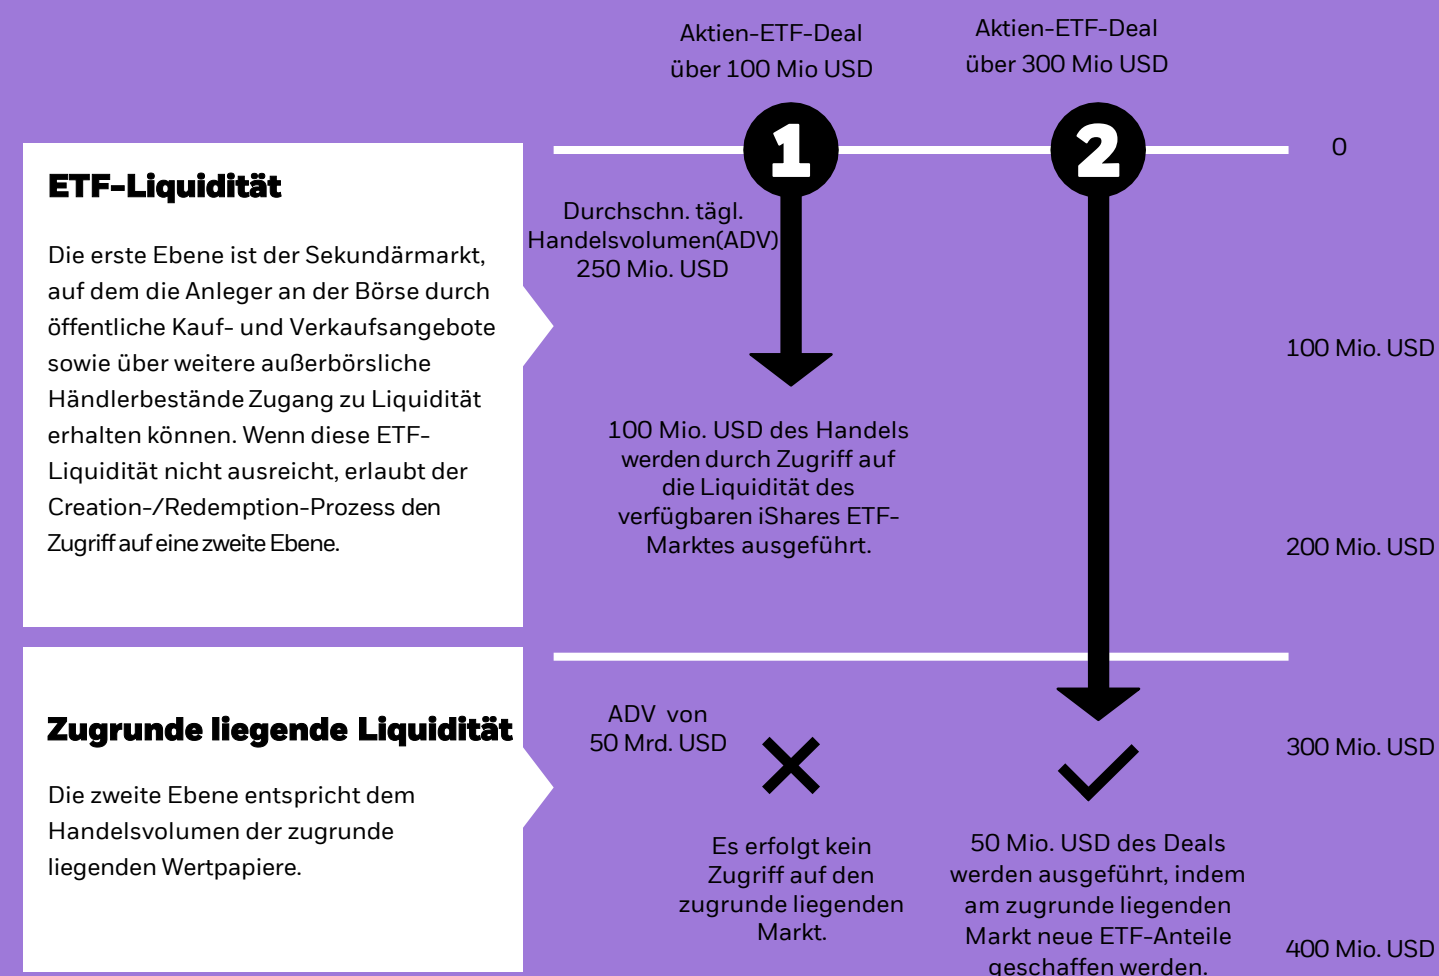 Aktien-ETF-Deal
über 100 Mio USD
Aktien-ETF-Deal
über 300 Mio USD
1
2
0
ETF-Liquidität
Die erste Ebene ist der Sekundärmarkt,
auf dem die Anleger an der Börse durch
öffentliche Kauf- und Verkaufsangebote
sowie über weitere außerbörsliche
Händlerbestände Zugang zu Liquidität
erhalten können. Wenn diese ETF-
Liquidität nicht ausreicht, erlaubt der
Creation-/Redemption-Prozess den
Zugriff auf eine zweite Ebene.
Durchschn. tägl.
Handelsvolumen(ADV)
250 Mio. USD
100 Mio. USD
100 Mio. USD des Handels
werden durch Zugriff auf
die Liquidität des
verfügbaren iShares ETF-
Marktes ausgeführt.
200 Mio. USD
Zugrunde liegende Liquidität
Die zweite Ebene entspricht dem
Handelsvolumen der zugrunde
liegenden Wertpapiere.
ADV von
50 Mrd. USD
300 Mio. USD
Es erfolgt kein
Zugriff auf den
zugrunde liegenden
Markt.
50 Mio. USD des Deals
werden ausgeführt, indem
am zugrunde liegenden
Markt neue ETF-Anteile
geschaffen werden.
400 Mio. USD